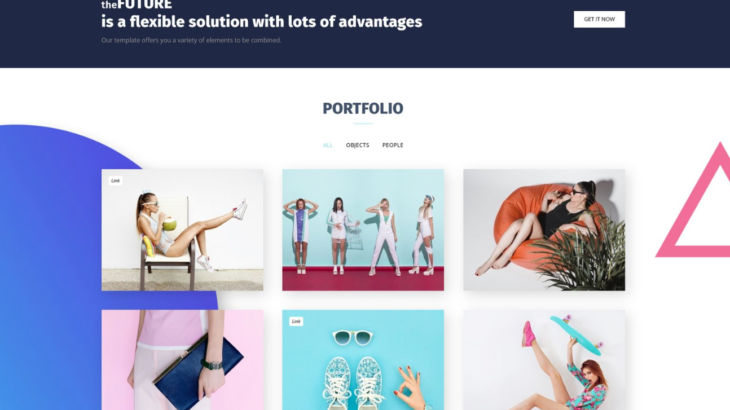 theFUTURE
is a flexible solution with lots of advantages
Our template offers you a variety of elements to be combined.
GET IT NOW
PORTFOLIO
ALL OBJECTS PEOPLE
Link
Link